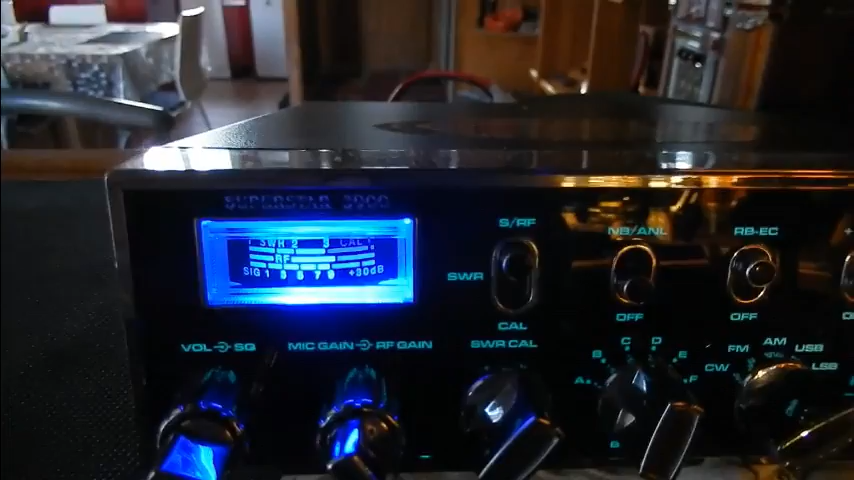 SUPERSTAR 3900
SWR 2 3 CAL
RF
SIG 1 3 5 7 9 +30dB
S/RF
SWR
CAL
NB/ANL
OFF
RB-EC
OFF
VOL SQ
MIC GAIN RF GAIN
SWR CAL
A B C D E F
B
CW FM AM USB LSB